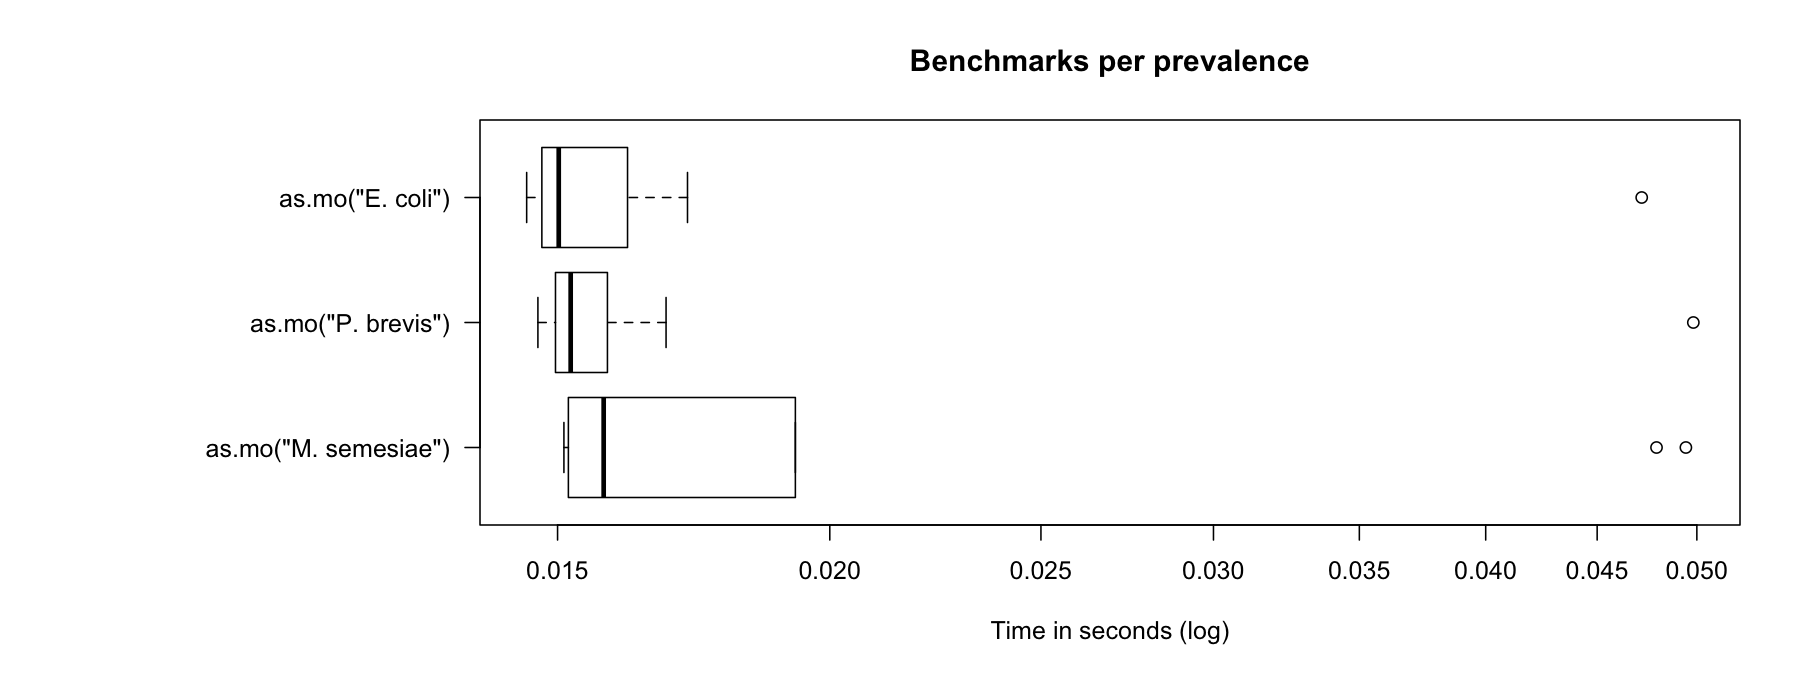 Benchmarks per prevalence
as.mo("E. coli")
as.mo("P. brevis")
as.mo("M. semesiae")
0.015 0.020 0.025 0.030 0.035 0.040 0.045 0.050
Time in seconds (log)